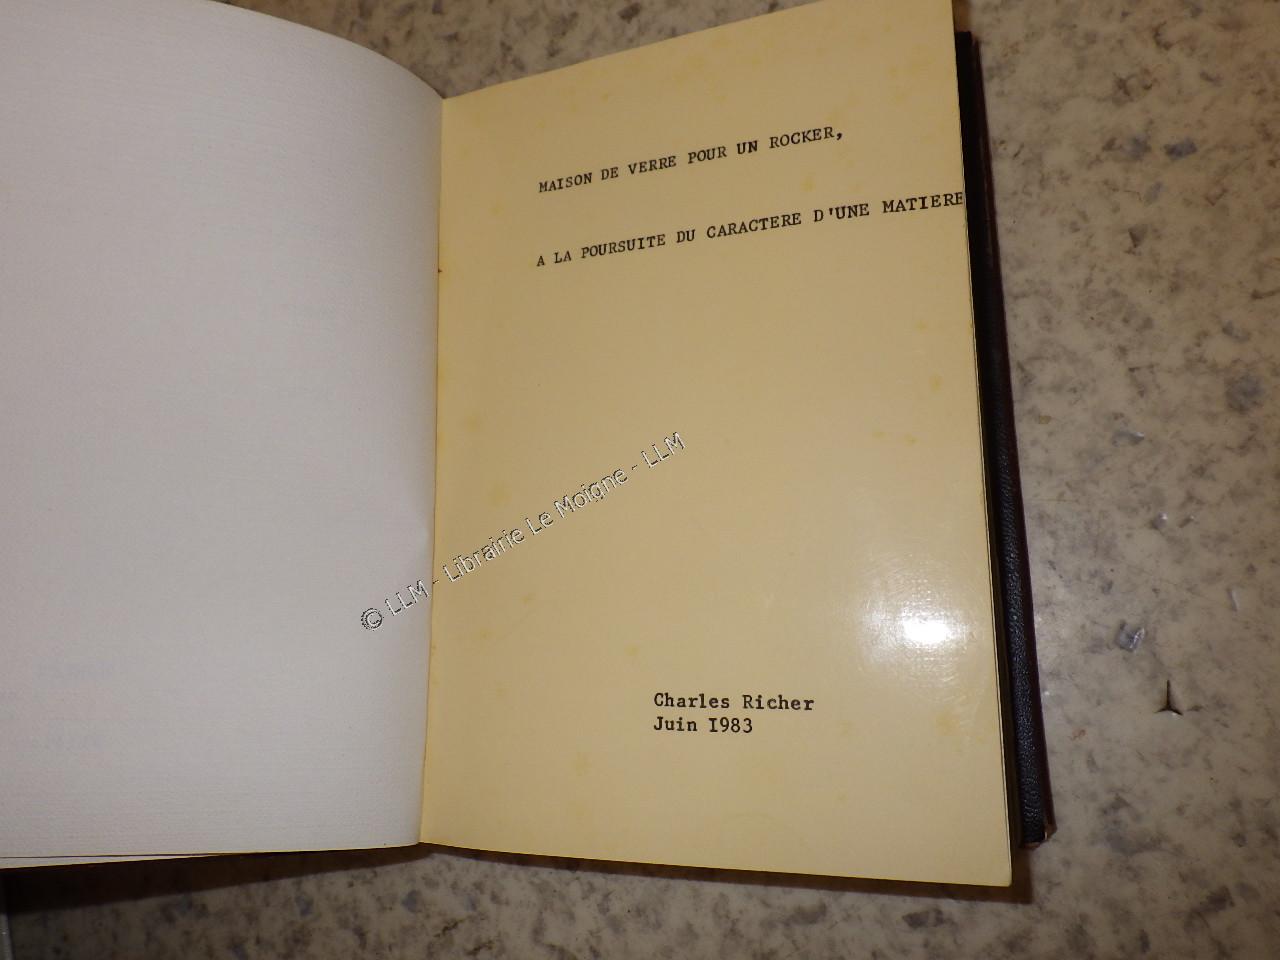 MAISON DE VERRE POUR UN ROCKER,
A LA POURSUITE DU CARACTERE D'UNE MATIERE
© LLM - Librairie Le Moigne - LLM
Charles Richer
Juin I983